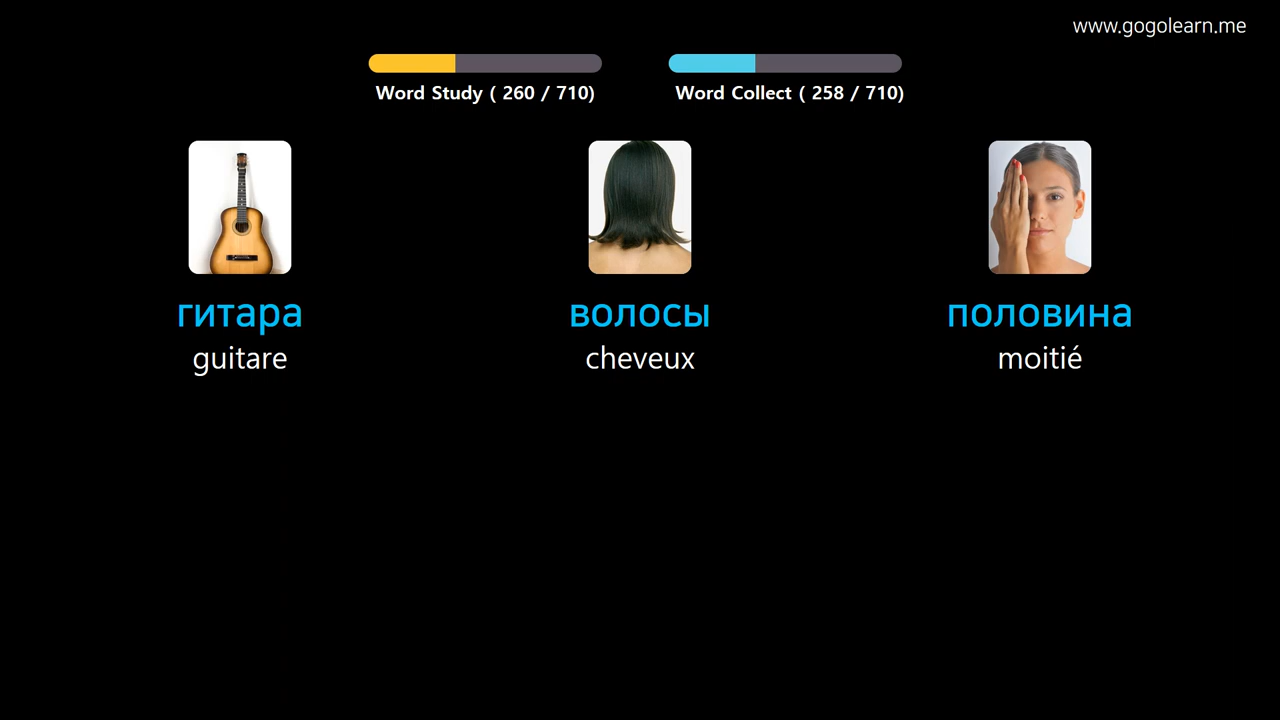 www.gogolearn.me
Word Study ( 260 / 710)
Word Collect ( 258 / 710)
гитара
guitare
волосы
cheveux
половина
moitié